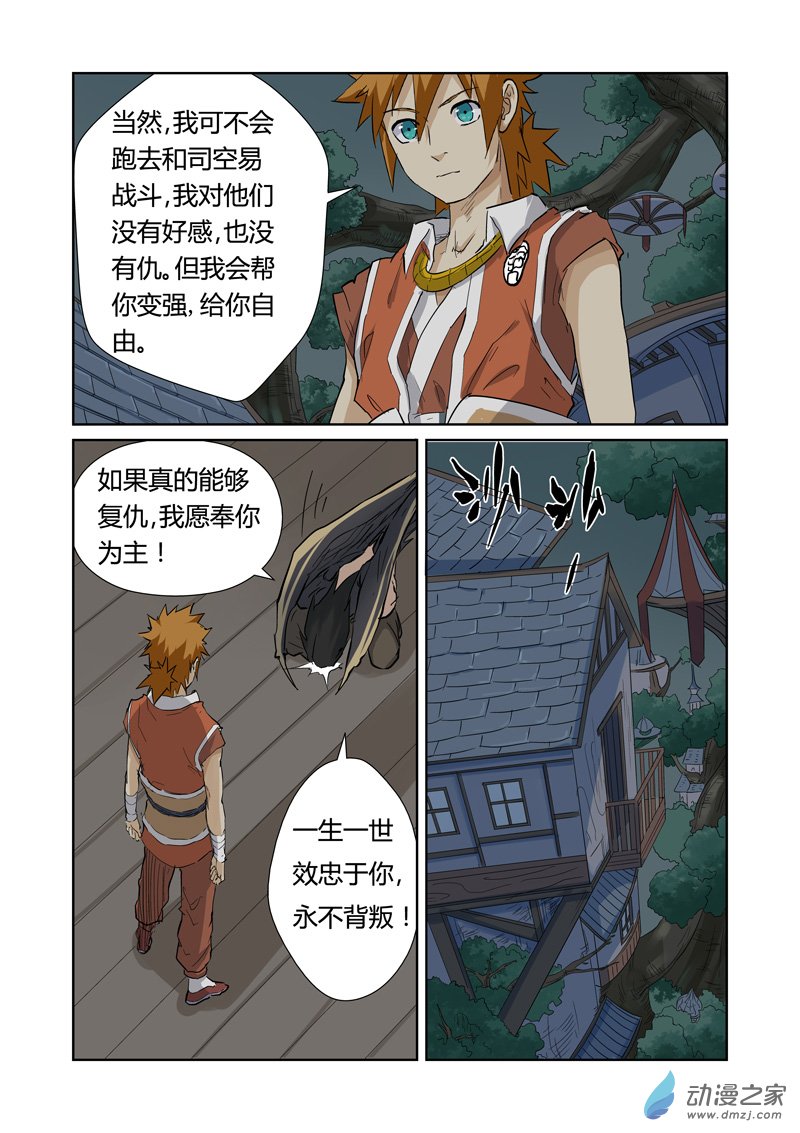 当然，我可不会
跑去和司空易
战斗，我对他们
没有好感，也没
有仇。但我会帮
你变强，给你自
由。
如果真的能够
复仇，我愿奉你
为主！
一生一世
效忠于你，
永不背叛！
动漫之家
www.dmzj.com